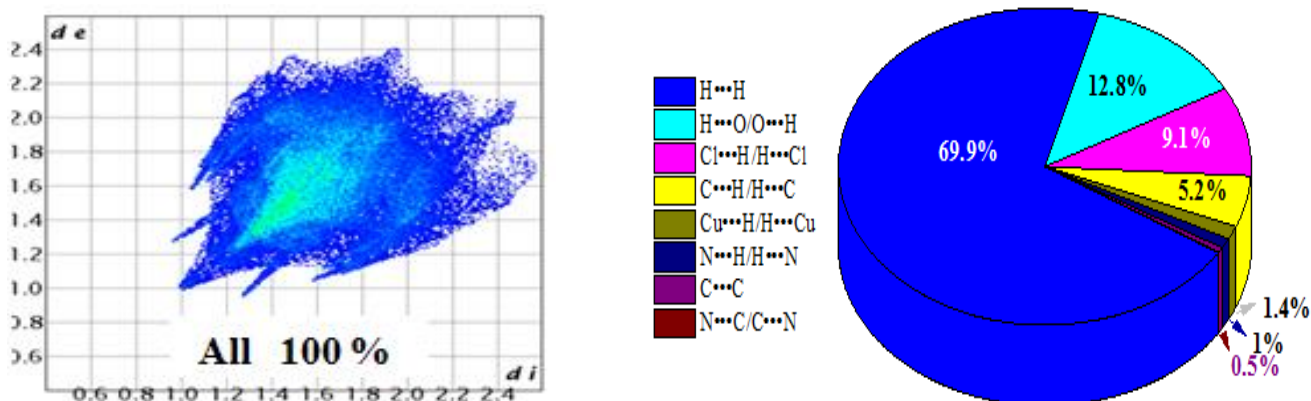 d e
2.4
2.2
2.0
1.8
1.6
1.4
1.2
1.0
0.8
0.6
All 100 %
d i
0.6 0.8 1.0 1.2 1.4 1.6 1.8 2.0 2.2 2.4
H•••H
H•••O/O•••H
Cl•••H/H•••Cl
C•••H/H•••C
Cu•••H/H•••Cu
N•••H/H•••N
C•••C
N•••C/C•••N
12.8%
9.1%
69.9%
5.2%
1.4%
1%
0.5%